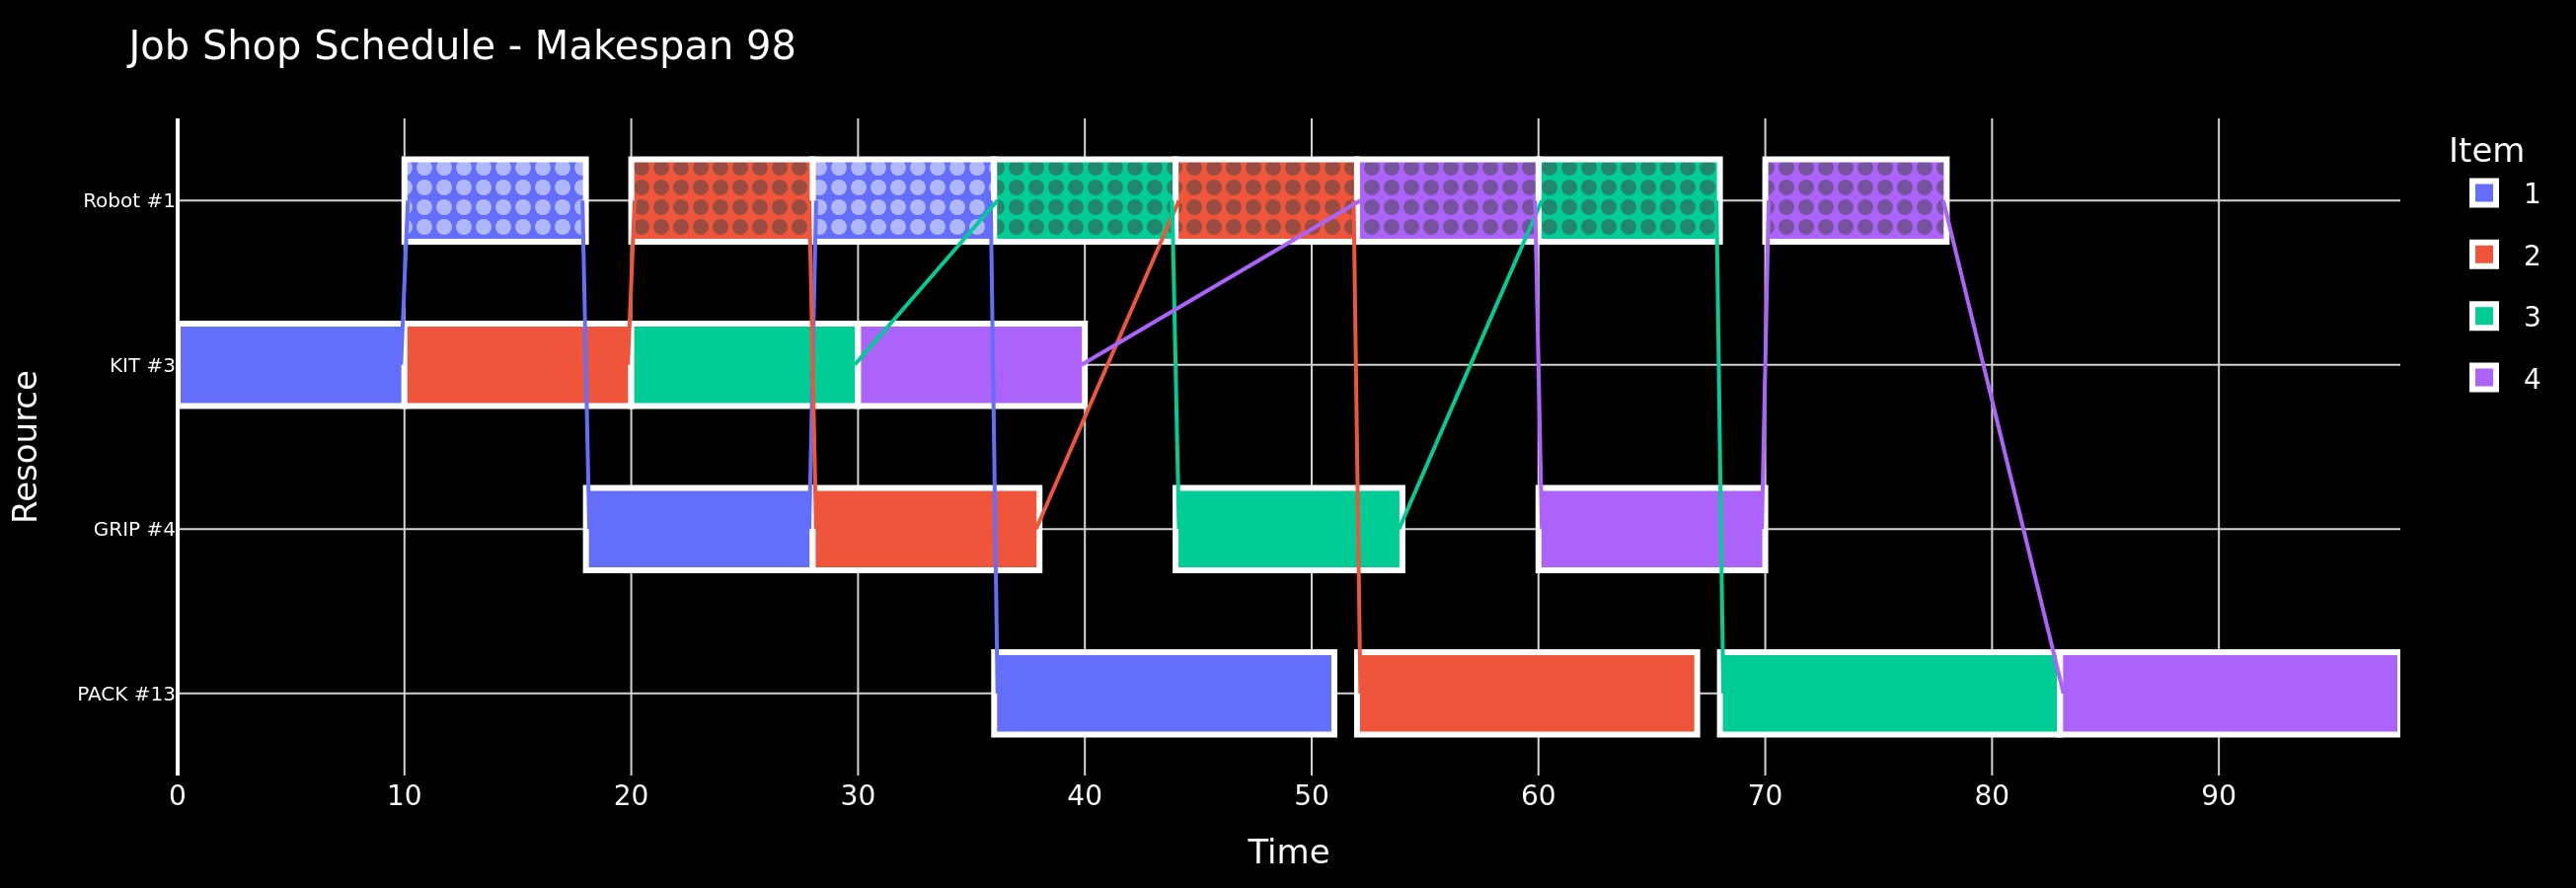 Job Shop Schedule - Makespan 98
Item
1
2
3
4
Resource
Robot #1
KIT #3
GRIP #4
PACK #13
0 10 20 30 40 50 60 70 80 90
Time